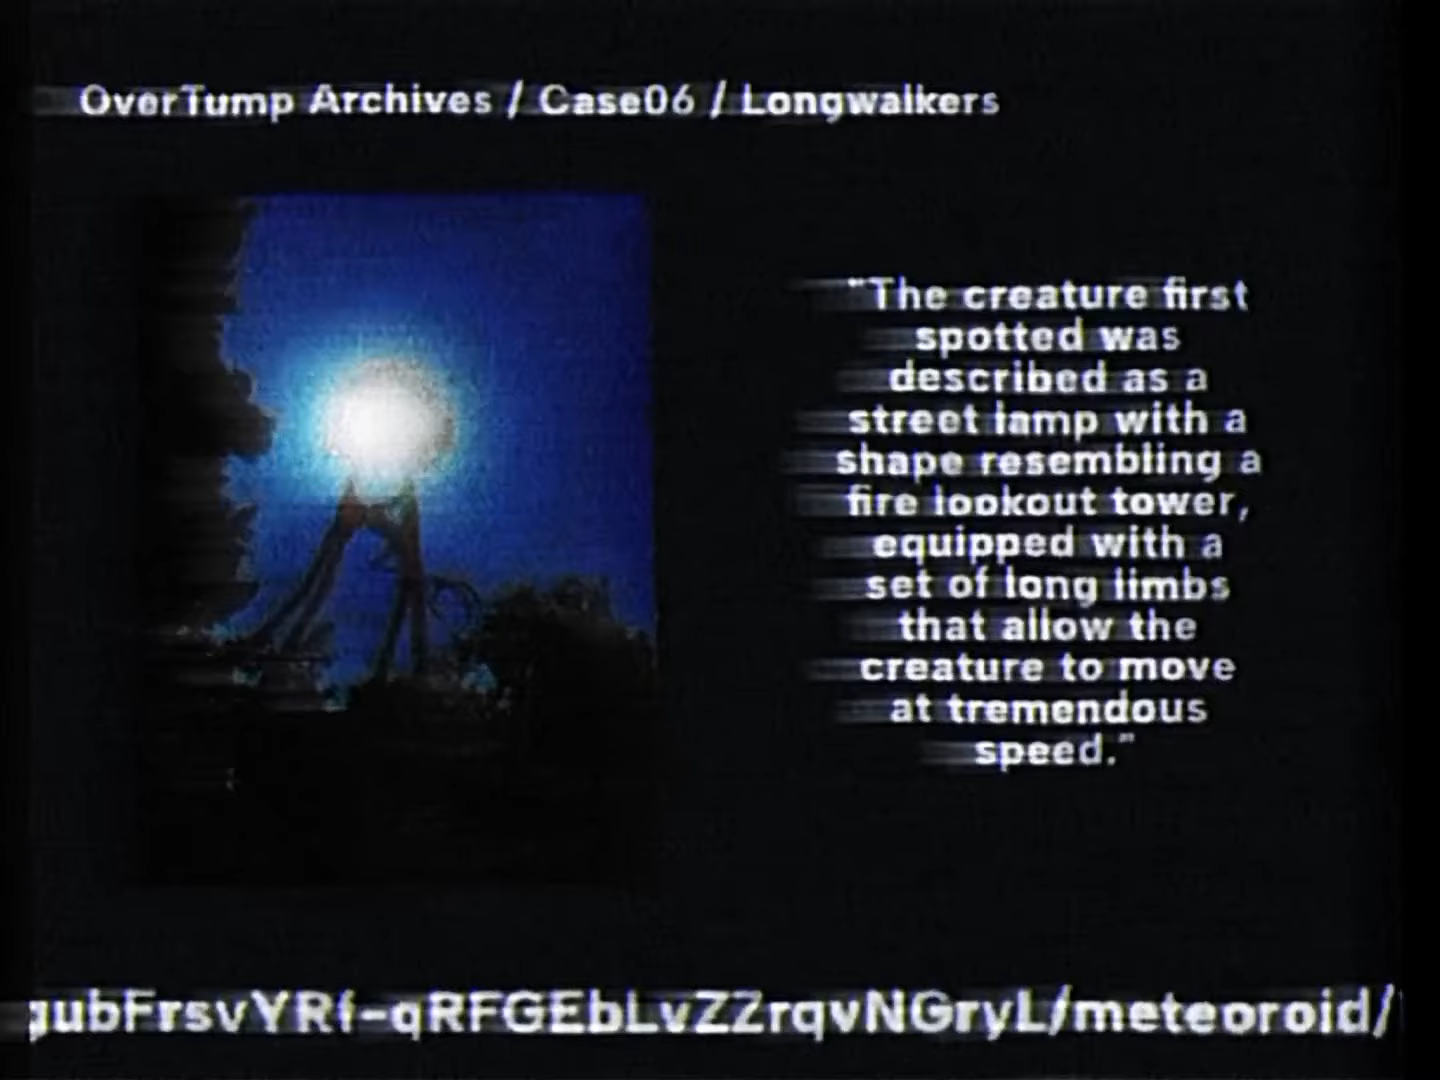 OverTump Archives / Case06 / Longwalkers
"The creature first
spotted was
described as a
street lamp with a
shape resembling a
fire lookout tower,
equipped with a
set of long limbs
that allow the
creature to move
at tremendous
speed."
gubFrsvYRf-qRFGEbLvZZrqvNGryL/meteoroid/